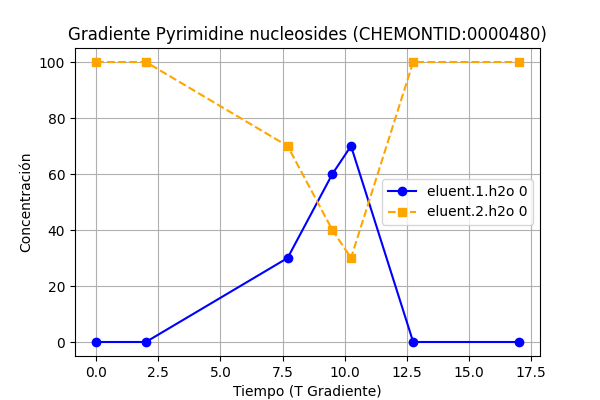 Gradiente Pyrimidine nucleosides (CHEMONTID:0000480)
100
80
60
40
20
0
Concentración
eluent.1.h2o 0
eluent.2.h2o 0
0.0 2.5 5.0 7.5 10.0 12.5 15.0 17.5
Tiempo (T Gradiente)